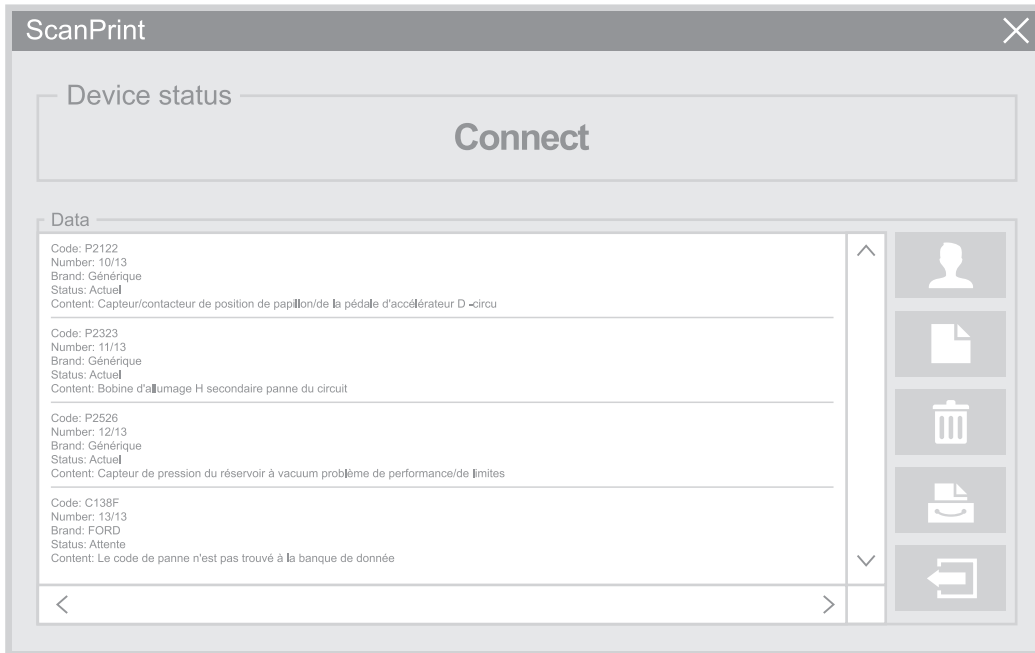 ScanPrint
Device status
Connect
Data
Code: P2122
Number: 10/13
Brand: Générique
Status: Actuel
Content: Capteur/contacteur de position de papillon/de la pédale d'accélérateur D -circu
Code: P2323
Number: 11/13
Brand: Générique
Status: Actuel
Content: Bobine d'allumage H secondaire panne du circuit
Code: P2526
Number: 12/13
Brand: Générique
Status: Actuel
Content: Capteur de pression du réservoir à vacuum problème de performance/de limites
Code: C138F
Number: 13/13
Brand: FORD
Status: Attente
Content: Le code de panne n'est pas trouvé à la banque de donnée